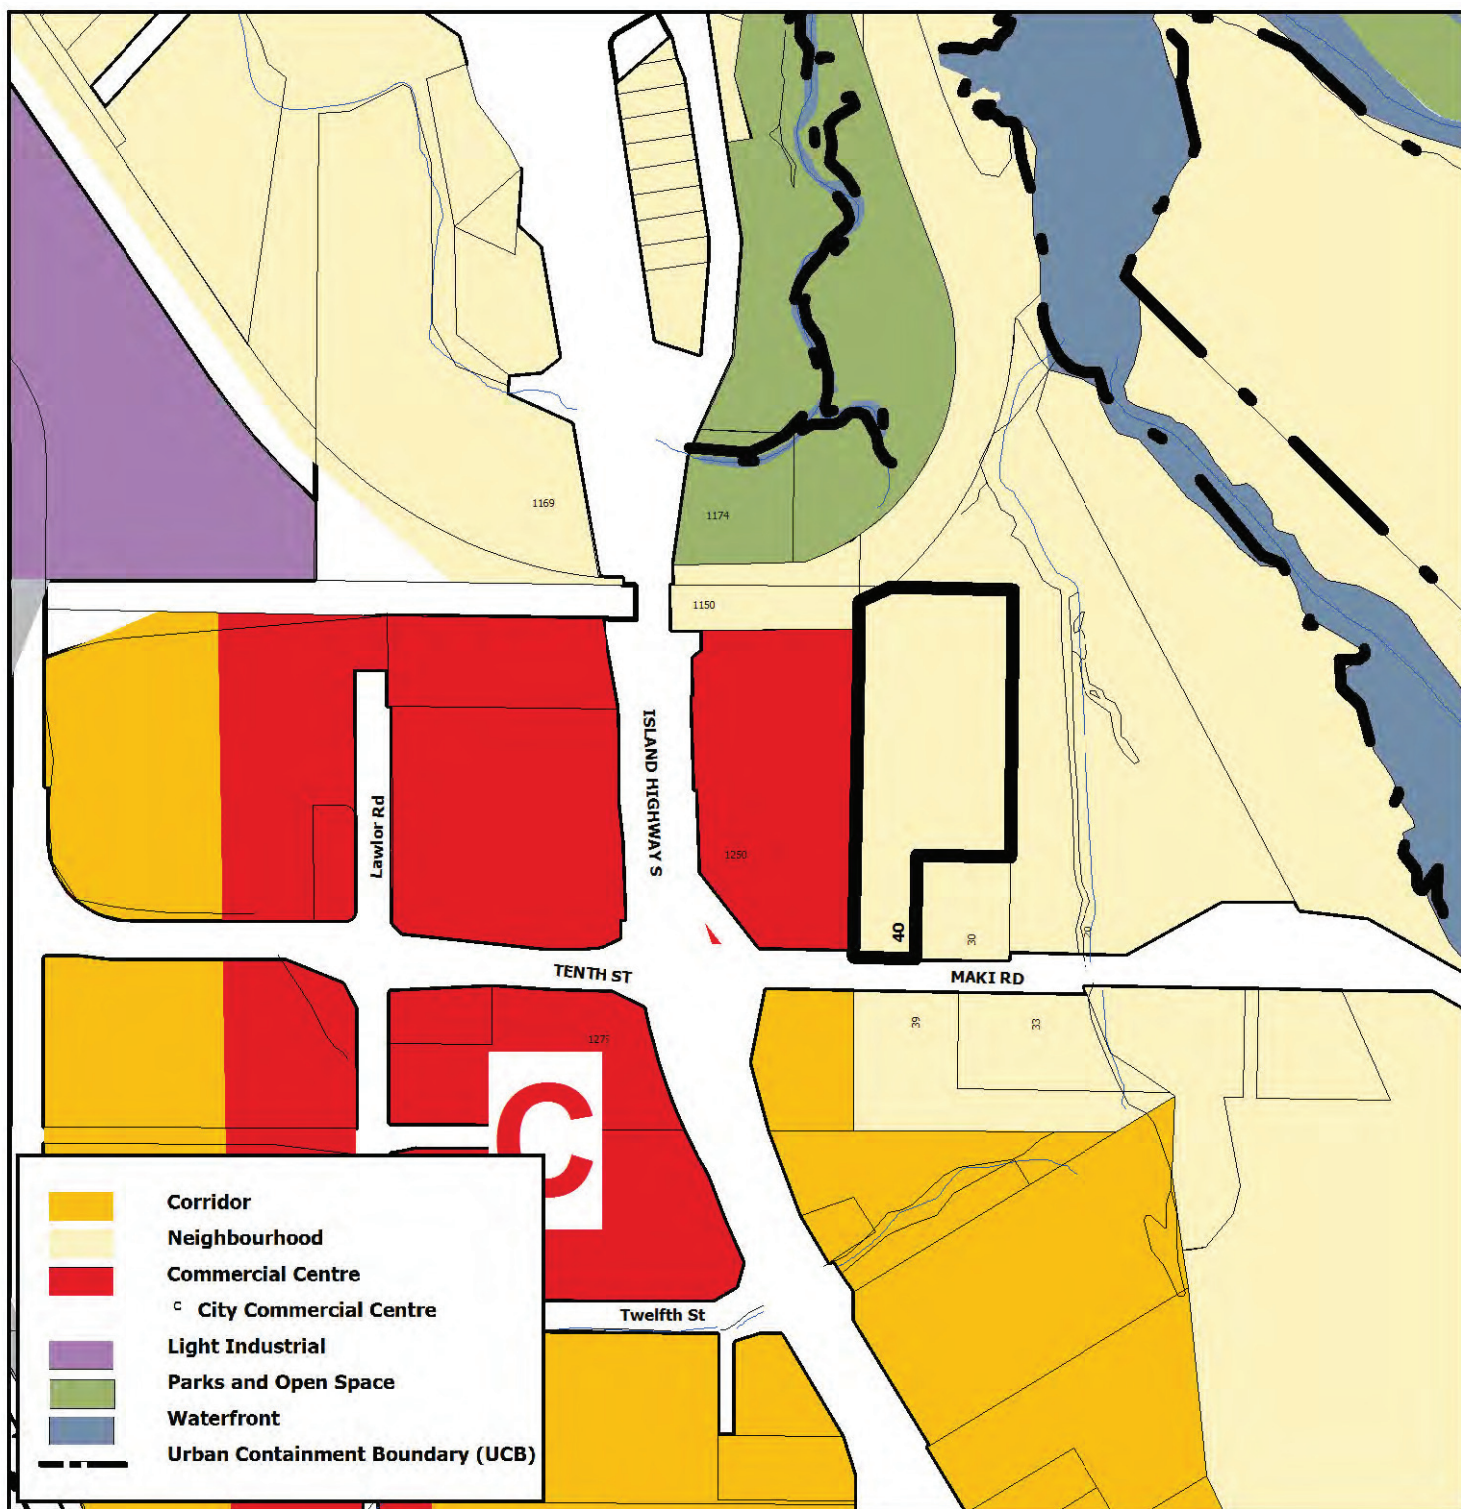 1169
1174
1150
ISLAND HIGHWAY S
Lawlor Rd
1250
40
30
20
TENTH ST
MAKI RD
39
33
C
Twelfth St
Corridor
Neighbourhood
Commercial Centre
C City Commercial Centre
Light Industrial
Parks and Open Space
Waterfront
Urban Containment Boundary (UCB)